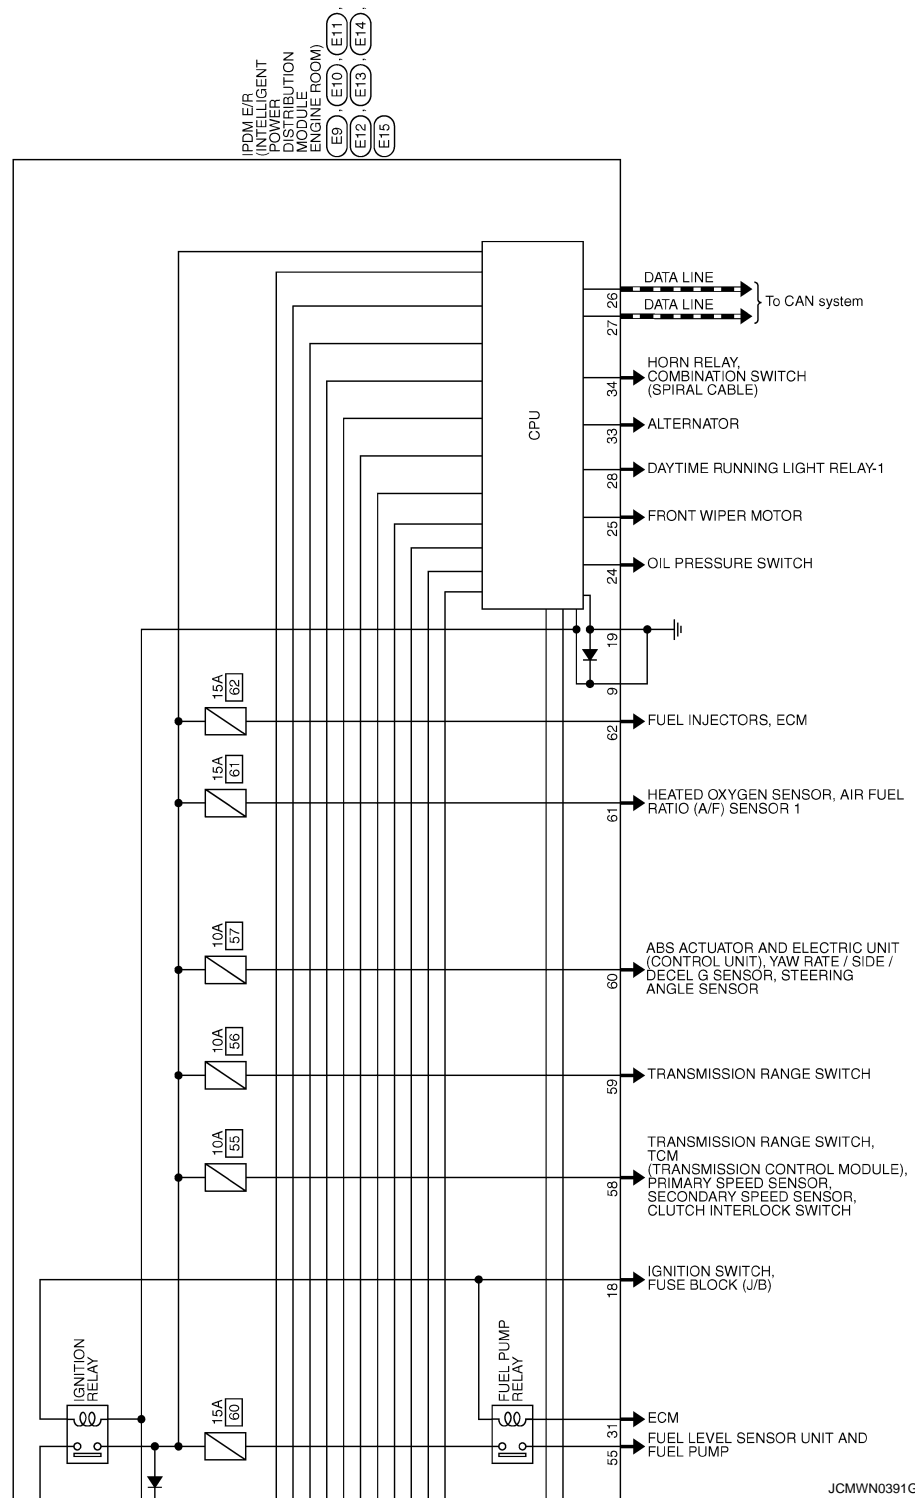 IPDM E/R
(INTELLIGENT
POWER
DISTRIBUTION
MODULE
ENGINE ROOM)
E9 , E10 , E11 ,
E12 , E13 , E14 ,
E15
CPU
26
DATA LINE
27
DATA LINE
To CAN system
34
HORN RELAY,
COMBINATION SWITCH
(SPIRAL CABLE)
33
ALTERNATOR
28
DAYTIME RUNNING LIGHT RELAY-1
25
FRONT WIPER MOTOR
24
OIL PRESSURE SWITCH
19
9
15A
62
62
FUEL INJECTORS, ECM
15A
61
61
HEATED OXYGEN SENSOR, AIR FUEL
RATIO (A/F) SENSOR 1
10A
57
60
ABS ACTUATOR AND ELECTRIC UNIT
(CONTROL UNIT), YAW RATE / SIDE /
DECEL G SENSOR, STEERING
ANGLE SENSOR
10A
56
59
TRANSMISSION RANGE SWITCH
10A
55
58
TRANSMISSION RANGE SWITCH,
TCM
(TRANSMISSION CONTROL MODULE),
PRIMARY SPEED SENSOR,
SECONDARY SPEED SENSOR,
CLUTCH INTERLOCK SWITCH
18
IGNITION SWITCH,
FUSE BLOCK (J/B)
IGNITION
RELAY
15A
60
FUEL PUMP
RELAY
31
ECM
55
FUEL LEVEL SENSOR UNIT AND
FUEL PUMP
JCMWN0391G